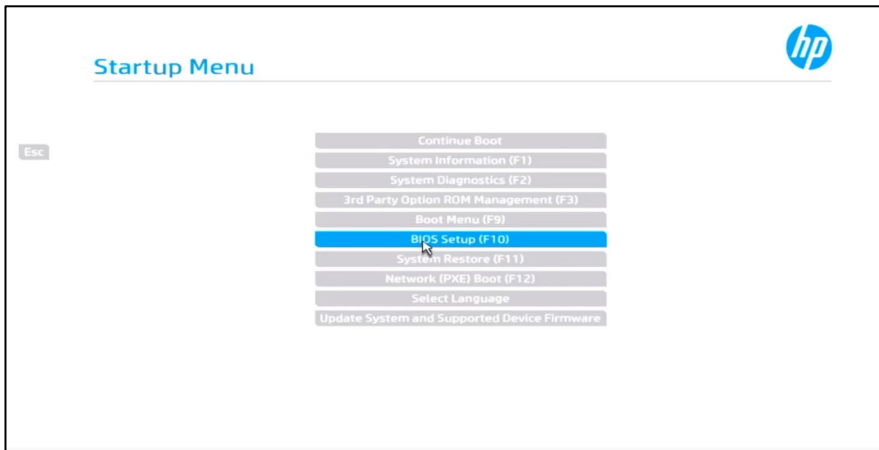 hp
Startup Menu
Esc
Continue Boot
System Information (F1)
System Diagnostics (F2)
3rd Party Option ROM Management (F3)
Boot Menu (F9)
BIOS Setup (F10)
System Restore (F11)
Network (PXE) Boot (F12)
Select Language
Update System and Supported Device Firmware